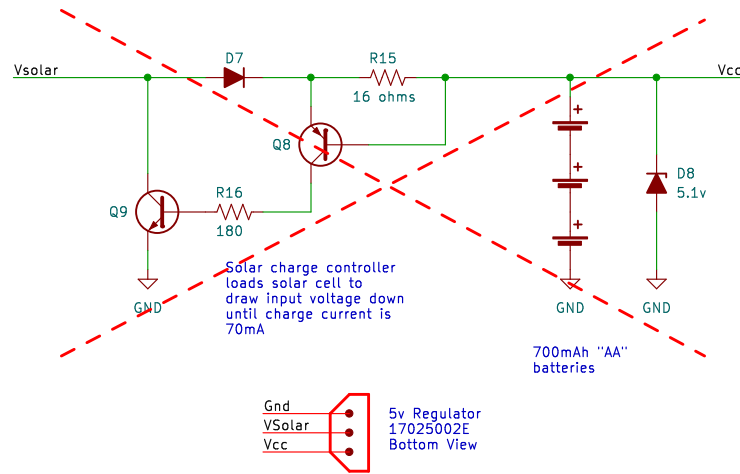 D7
R15
Vsolar
Vcc
16 ohms
+
Q8
+
D8
5.1v
R16
Q9
180
+
Solar charge controller
loads solar cell to
draw input voltage down
until charge current is
70mA
GND
GND
GND
700mAh "AA"
batteries
Gnd
VSolar
Vcc
5v Regulator
17025002E
Bottom View